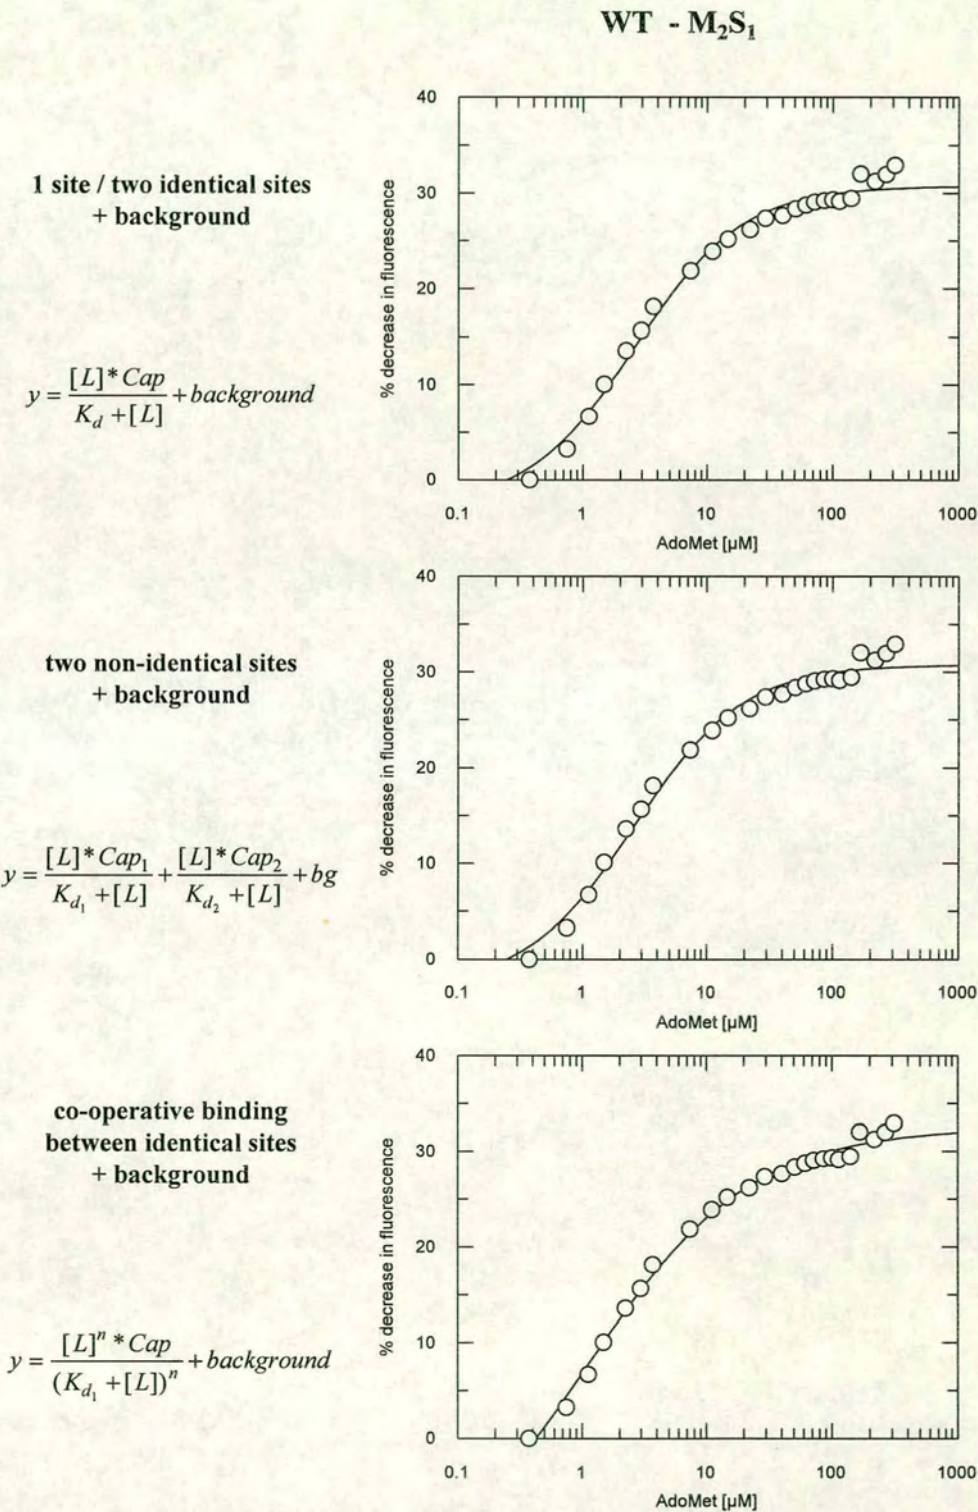 WT - M₂S₁
1 site / two identical sites
+ background
y = [L]*Cap / K_d +[L] + background
40
30
20
10
0
% decrease in fluorescence
0.1 1 10 100 1000
AdoMet [µM]
two non-identical sites
+ background
y = [L]*Cap₁ / K_d₁ +[L] + [L]*Cap₂ / K_d₂ +[L] + bg
40
30
20
10
0
% decrease in fluorescence
0.1 1 10 100 1000
AdoMet [µM]
co-operative binding
between identical sites
+ background
y = [L]ⁿ * Cap / (K_d₁ +[L])ⁿ + background
40
30
20
10
0
% decrease in fluorescence
0.1 1 10 100 1000
AdoMet [µM]